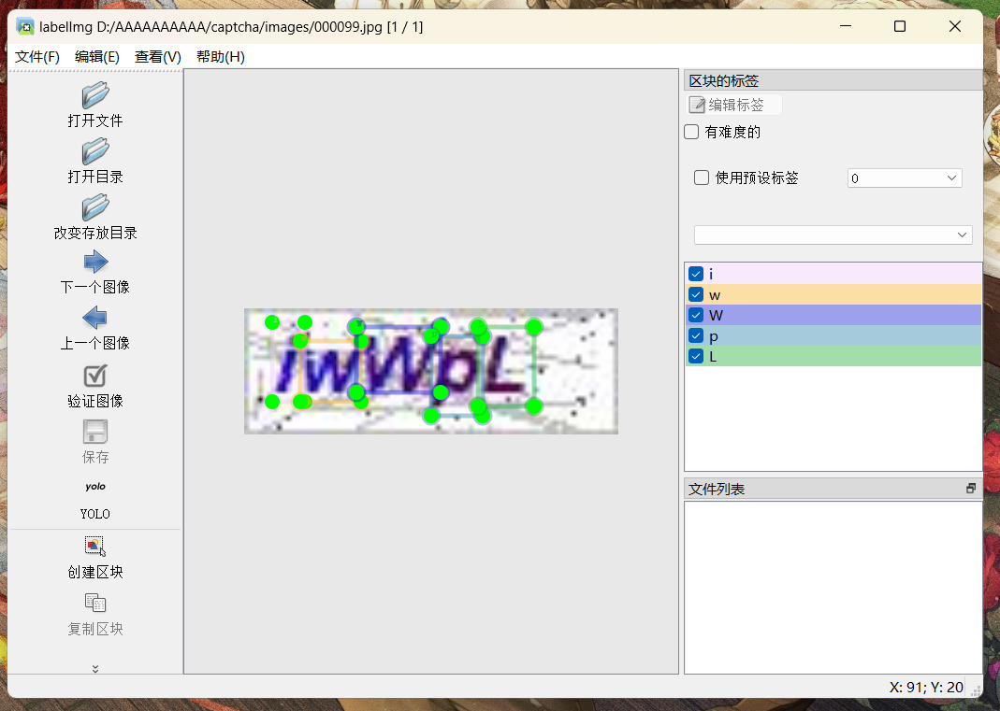 labelImg D:/AAAAAAAAAA/captcha/images/000099.jpg [1 / 1]
文件(F) 编辑(E) 查看(V) 帮助(H)
打开文件
打开目录
改变存放目录
下一个图像
上一个图像
验证图像
保存
yolo
YOLO
创建区块
复制区块
iwWpL
区块的标签
编辑标签
有难度的
使用预设标签 0
i
w
W
p
L
文件列表
X: 91; Y: 20